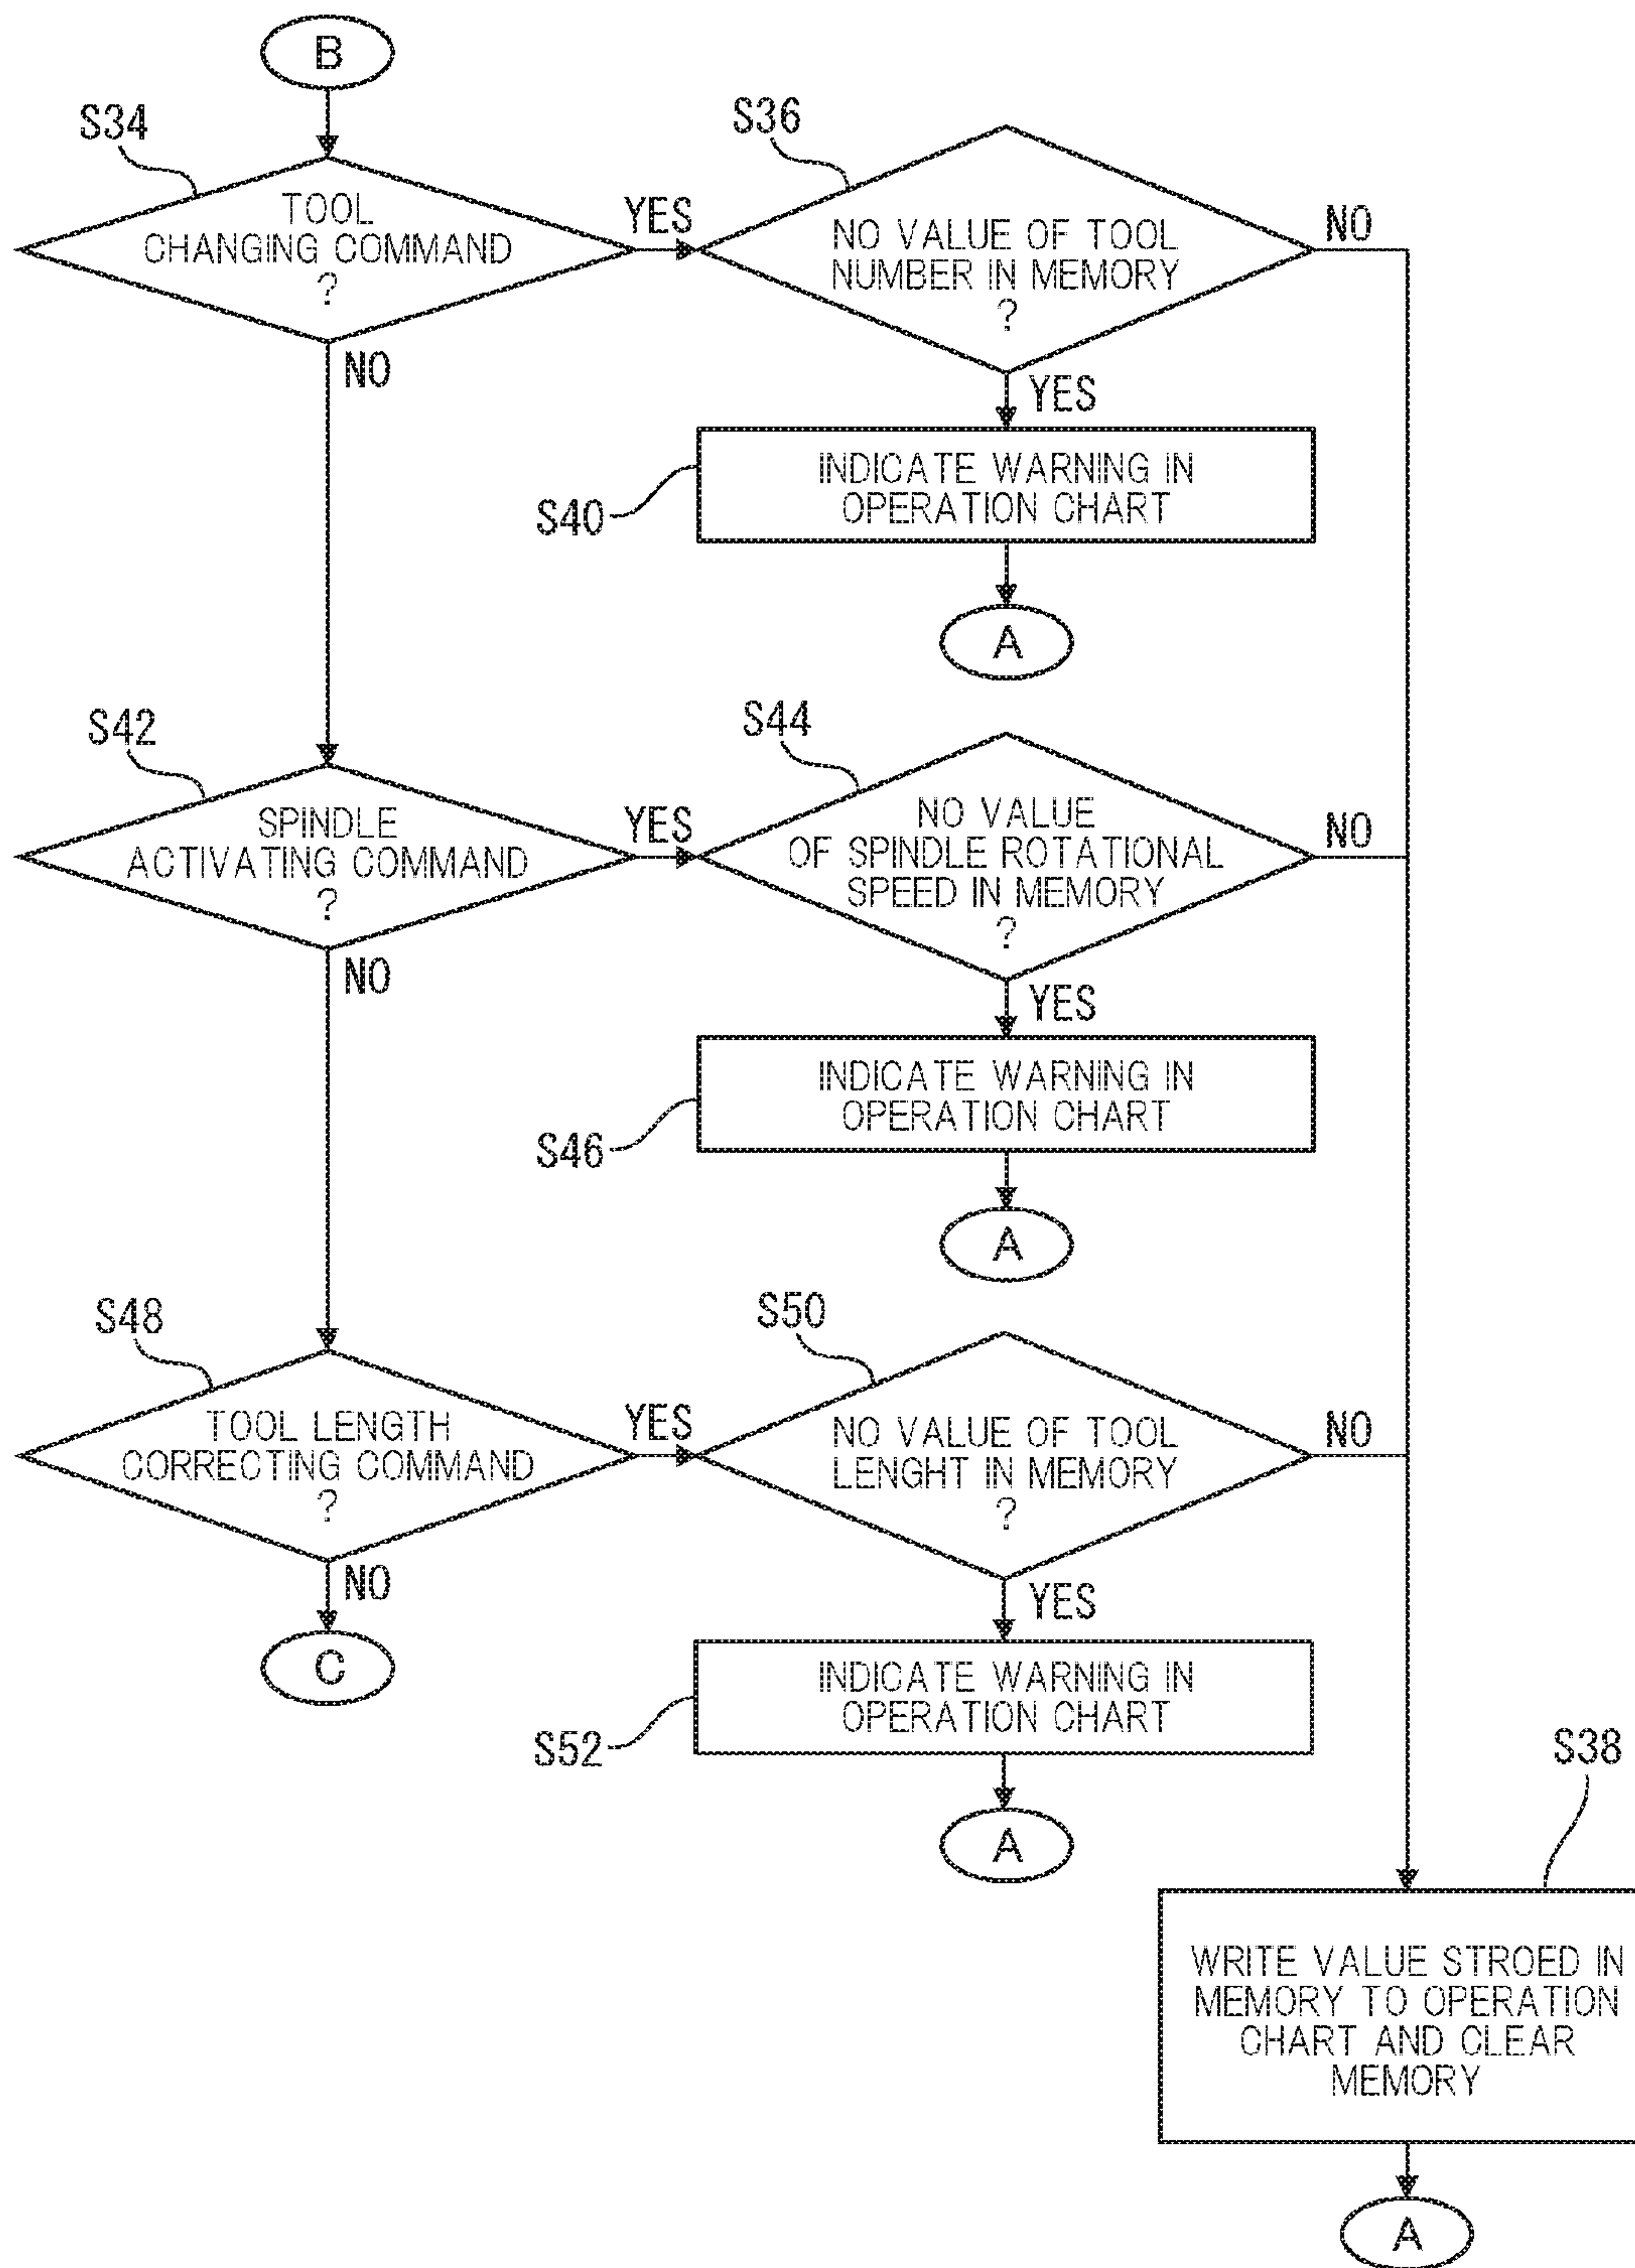 B
S34
TOOL
CHANGING COMMAND
?
YES
NO
S36
NO VALUE OF TOOL
NUMBER IN MEMORY
?
NO
YES
S40
INDICATE WARNING IN
OPERATION CHART
A
S42
SPINDLE
ACTIVATING COMMAND
?
YES
NO
S44
NO VALUE
OF SPINDLE ROTATIONAL
SPEED IN MEMORY
?
NO
YES
S46
INDICATE WARNING IN
OPERATION CHART
A
S48
TOOL LENGTH
CORRECTING COMMAND
?
YES
NO
C
S50
NO VALUE OF TOOL
LENGHT IN MEMORY
?
NO
YES
S52
INDICATE WARNING IN
OPERATION CHART
A
S38
WRITE VALUE STROED IN
MEMORY TO OPERATION
CHART AND CLEAR
MEMORY
A